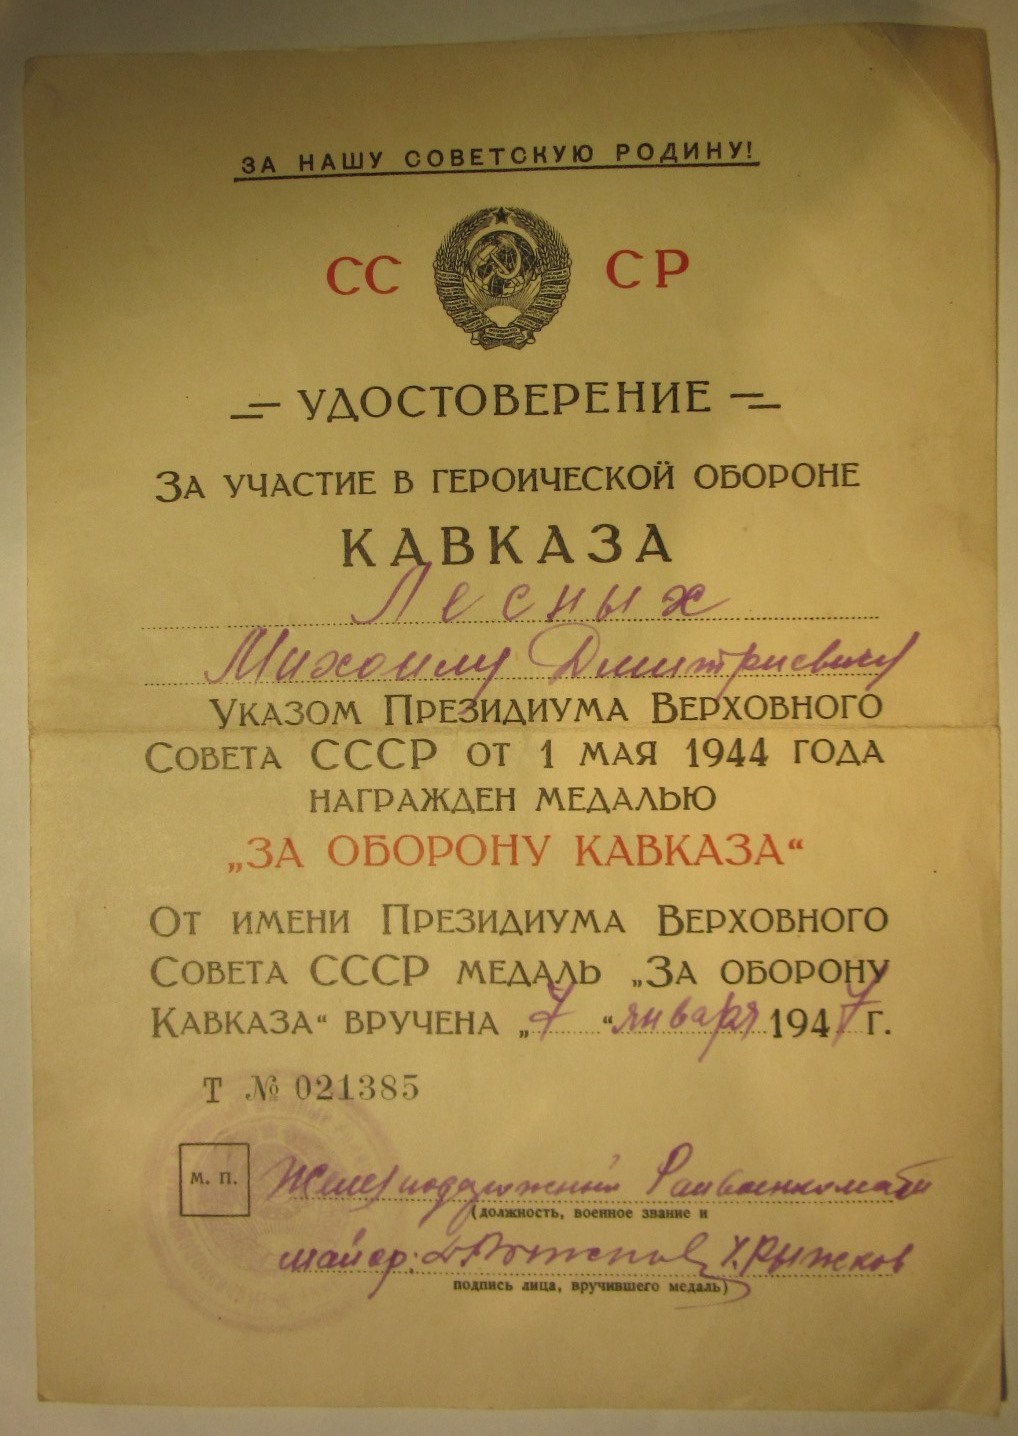 ЗА НАШУ СОВЕТСКУЮ РОДИНУ!
СС СР
УДОСТОВЕРЕНИЕ
ЗА УЧАСТИЕ В ГЕРОИЧЕСКОЙ ОБОРОНЕ
КАВКАЗА
Лесных
Михаилу Дмитриевичу
УКАЗОМ ПРЕЗИДИУМА ВЕРХОВНОГО
СОВЕТА СССР ОТ 1 МАЯ 1944 ГОДА
НАГРАЖДЕН МЕДАЛЬЮ
„ЗА ОБОРОНУ КАВКАЗА“
ОТ ИМЕНИ ПРЕЗИДИУМА ВЕРХОВНОГО
СОВЕТА СССР МЕДАЛЬ „ЗА ОБОРОНУ
КАВКАЗА“ ВРУЧЕНА „7“ января 1947 г.
Т № 021385
М. П.
Железнодорожный Райвоенкомат
(должность, военное звание и
майор: Рыжков
подпись лица, вручившего медаль)